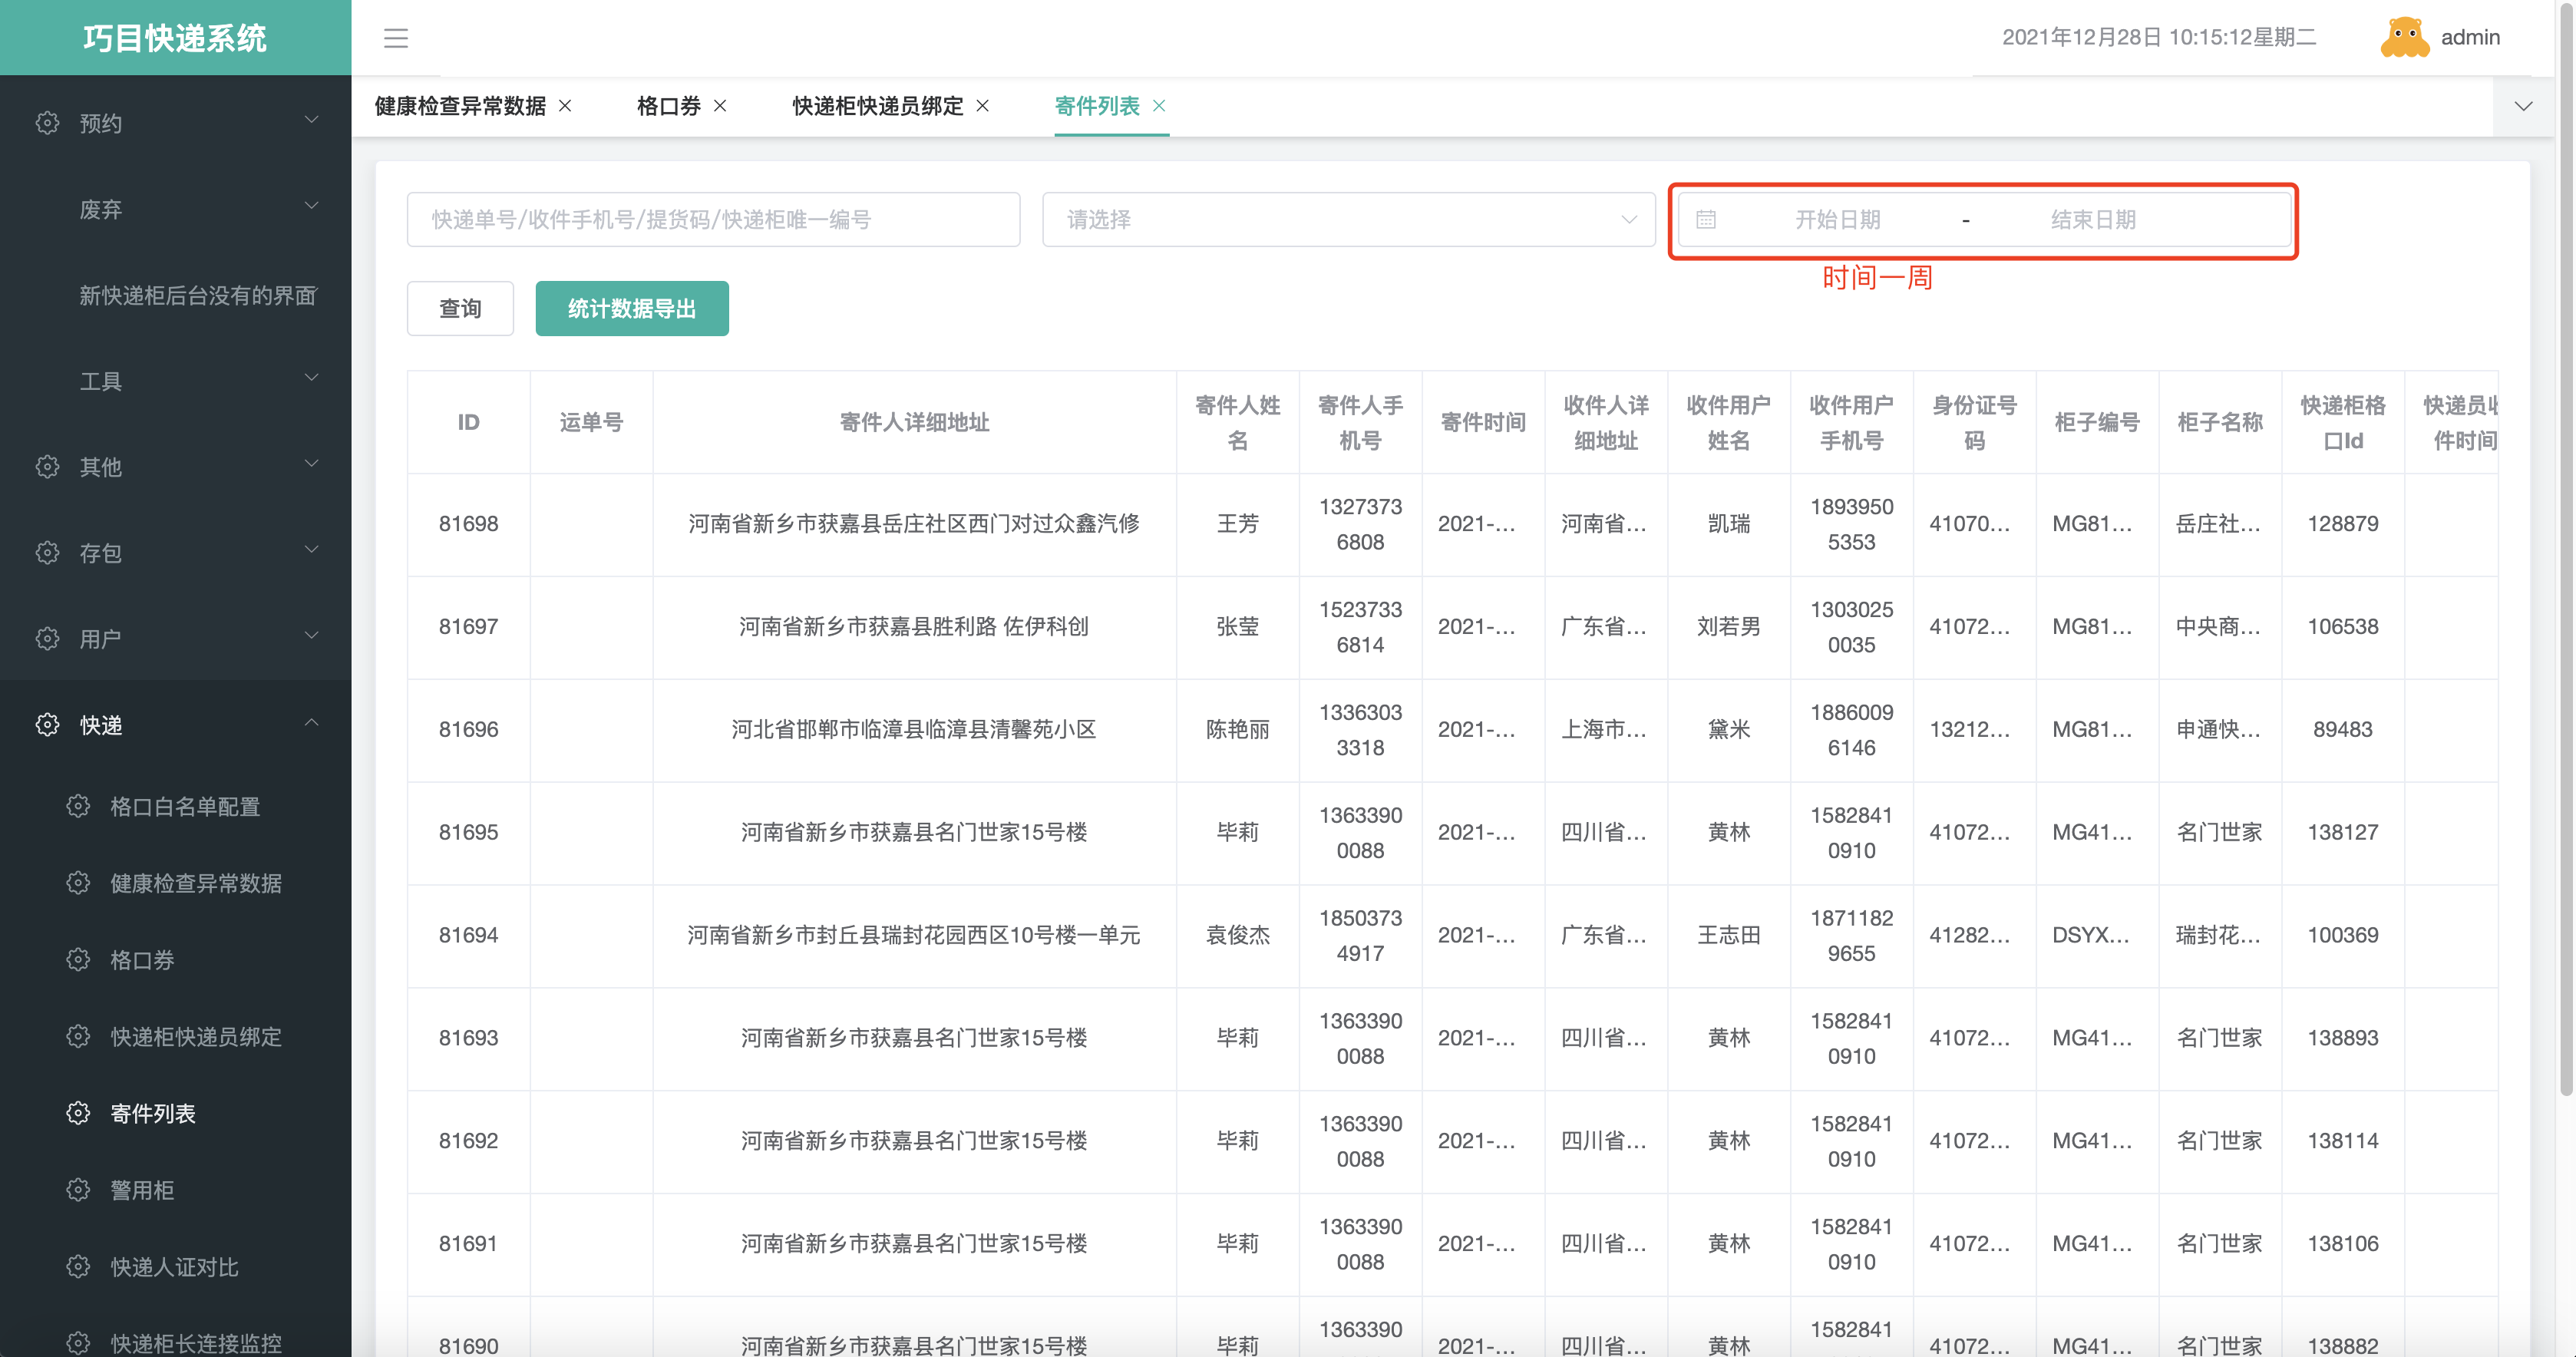 巧目快递系统
2021年12月28日 10:15:12星期二
admin
健康检查异常数据
格口券
快递柜快递员绑定
寄件列表
预约
废弃
新快递柜后台没有的界面
工具
其他
存包
用户
快递
格口白名单配置
健康检查异常数据
格口券
快递柜快递员绑定
寄件列表
警用柜
快递人证对比
快递柜长连接监控
快递单号/收件手机号/提货码/快递柜唯一编号
请选择
开始日期 - 结束日期
时间一周
查询
统计数据导出
ID 运单号 寄件人详细地址 寄件人姓名 寄件人手机号 寄件时间 收件人详细地址 收件用户姓名 收件用户手机号 身份证号码 柜子编号 柜子名称 快递柜格口Id 快递员收件时间
81698 河南省新乡市获嘉县岳庄社区西门对过众鑫汽修 王芳 13273736808 2021-... 河南省... 凯瑞 18939505353 41070... MG81... 岳庄社... 128879
81697 河南省新乡市获嘉县胜利路 佐伊科创 张莹 15237336814 2021-... 广东省... 刘若男 13030250035 41072... MG81... 中央商... 106538
81696 河北省邯郸市临漳县临漳县清馨苑小区 陈艳丽 13363033318 2021-... 上海市... 黛米 18860096146 13212... MG81... 申通快... 89483
81695 河南省新乡市获嘉县名门世家15号楼 毕莉 13633900088 2021-... 四川省... 黄林 15828410910 41072... MG41... 名门世家 138127
81694 河南省新乡市封丘县瑞封花园西区10号楼一单元 袁俊杰 18503734917 2021-... 广东省... 王志田 18711829655 41282... DSYX... 瑞封花... 100369
81693 河南省新乡市获嘉县名门世家15号楼 毕莉 13633900088 2021-... 四川省... 黄林 15828410910 41072... MG41... 名门世家 138893
81692 河南省新乡市获嘉县名门世家15号楼 毕莉 13633900088 2021-... 四川省... 黄林 15828410910 41072... MG41... 名门世家 138114
81691 河南省新乡市获嘉县名门世家15号楼 毕莉 13633900088 2021-... 四川省... 黄林 15828410910 41072... MG41... 名门世家 138106
81690 河南省新乡市获嘉县名门世家15号楼 毕莉 1363390 2021-... 四川省... 黄林 1582841 41072... MG41... 名门世家 138882